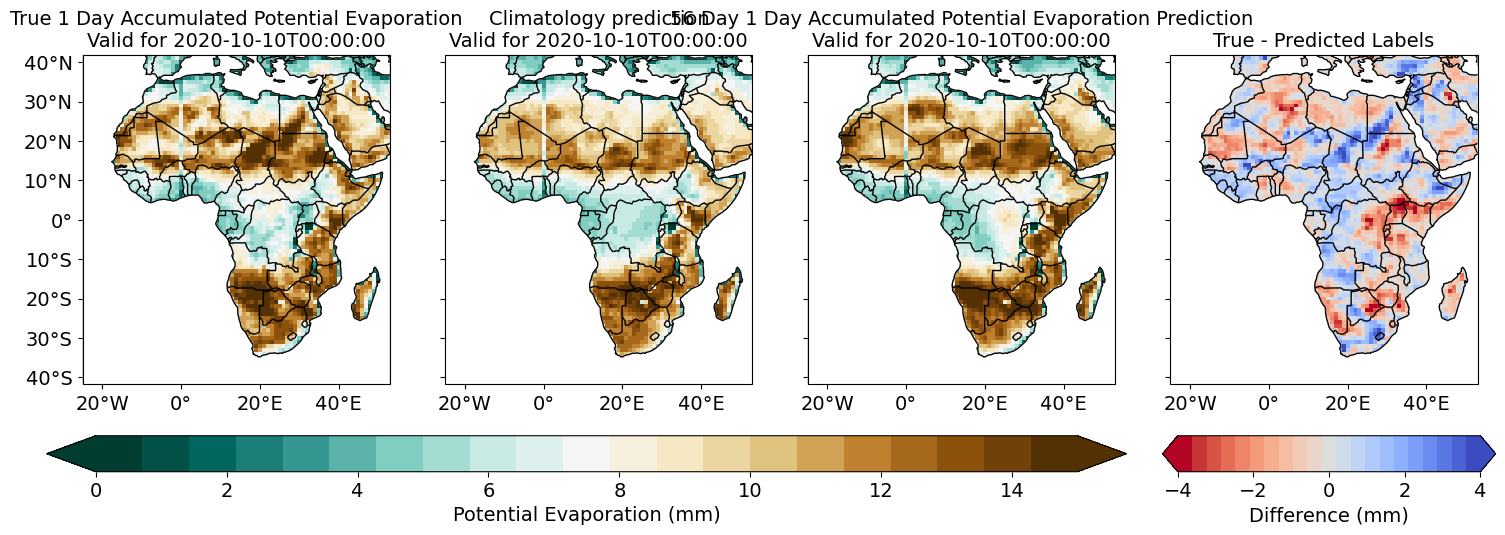 True 1 Day Accumulated Potential Evaporation
Valid for 2020-10-10T00:00:00
Climatology prediction
Valid for 2020-10-10T00:00:00
56 Day 1 Day Accumulated Potential Evaporation Prediction
Valid for 2020-10-10T00:00:00
True - Predicted Labels
40°N
30°N
20°N
10°N
0°
10°S
20°S
30°S
40°S
20°W 0° 20°E 40°E
20°W 0° 20°E 40°E
20°W 0° 20°E 40°E
20°W 0° 20°E 40°E
0 2 4 6 8 10 12 14
Potential Evaporation (mm)
−4 −2 0 2 4
Difference (mm)